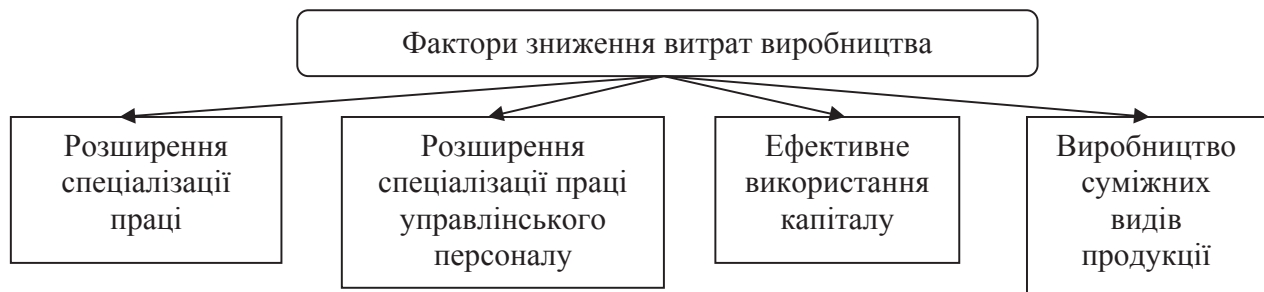 Фактори зниження витрат виробництва
Розширення
спеціалізації
праці
Розширення
спеціалізації праці
управлінського
персоналу
Ефективне
використання
капіталу
Виробництво
суміжних
видів
продукції